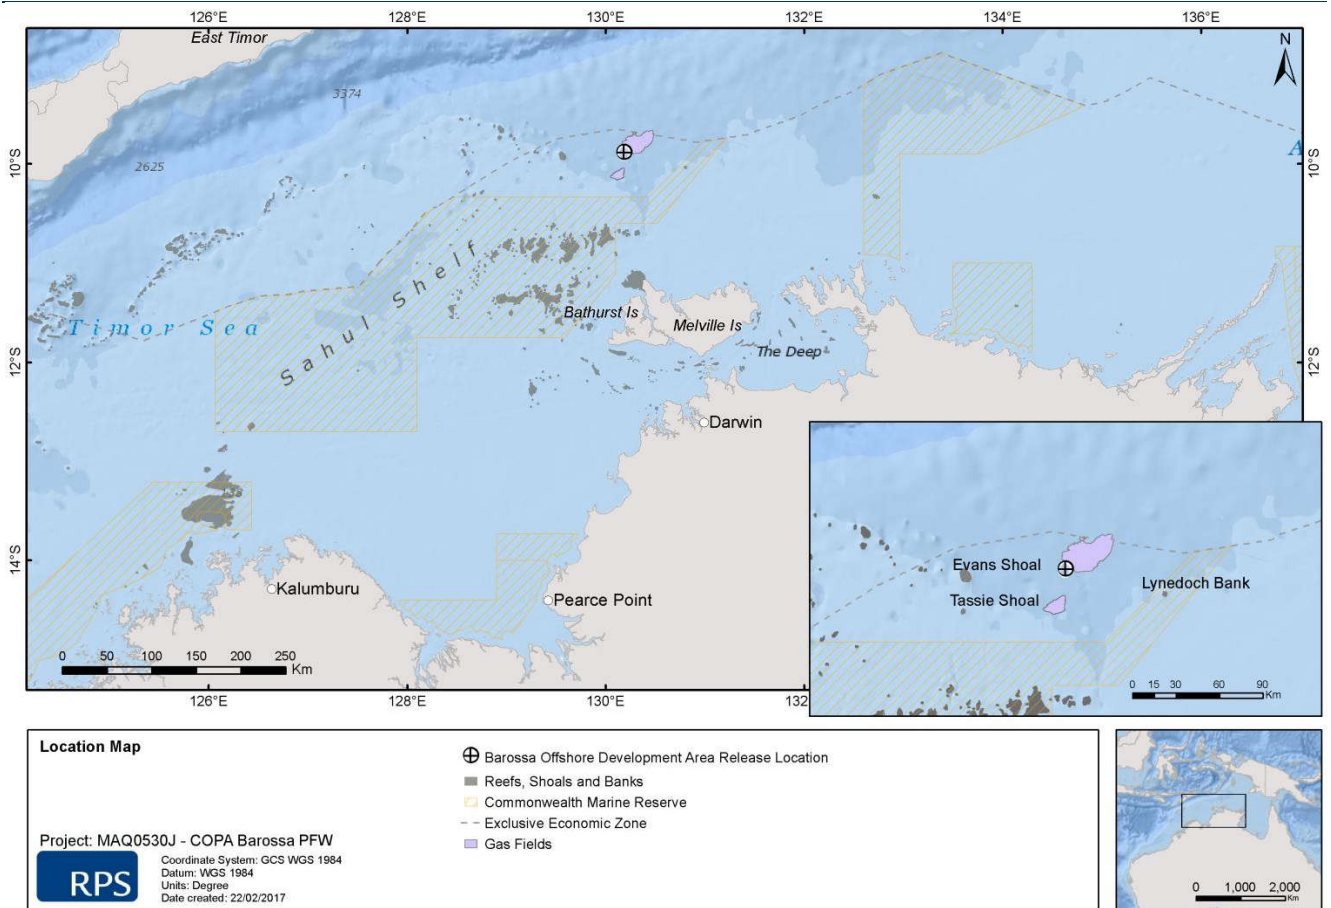 126°E 128°E 130°E 132°E 134°E 136°E
East Timor
N
3374
2625
10°S
10°S
A
Sahul Shelf
Timor Sea
Bathurst Is
Melville Is
The Deep
12°S
12°S
Darwin
14°S
Kalumburu
Pearce Point
0 50 100 150 200 250
Km
126°E 128°E 130°E 132°E
Evans Shoal
Tassie Shoal
Lynedoch Bank
0 15 30 60 90
Km
Location Map
Barossa Offshore Development Area Release Location
Reefs, Shoals and Banks
Commonwealth Marine Reserve
Exclusive Economic Zone
Gas Fields
Project: MAQ0530J - COPA Barossa PFW
RPS
Coordinate System: GCS WGS 1984
Datum: WGS 1984
Units: Degree
Date created: 22/02/2017
0 1,000 2,000
Km